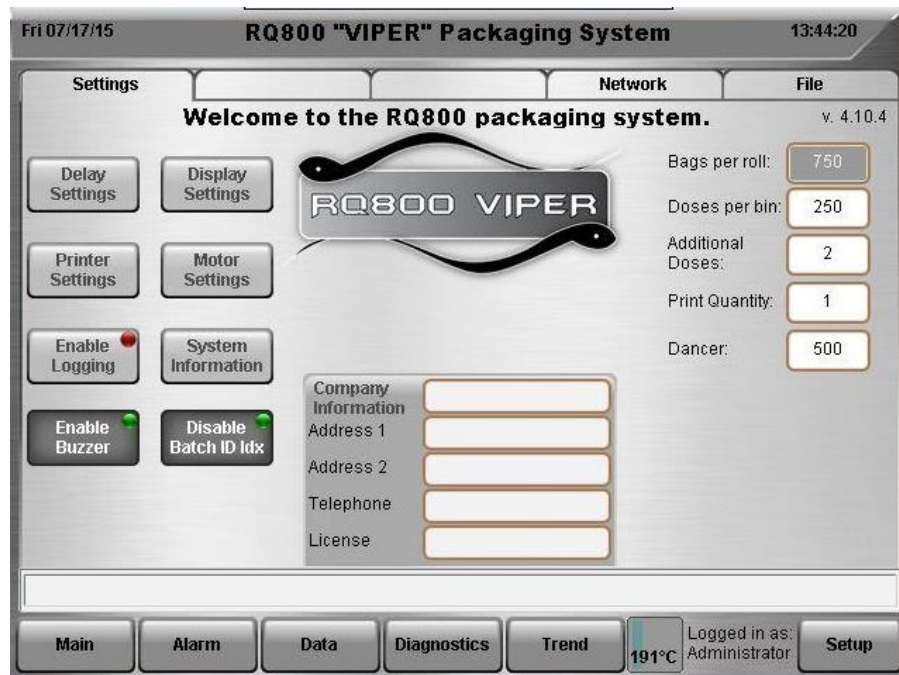 Fri 07/17/15
RQ800 "VIPER" Packaging System
13:44:20
Settings
Network
File
Welcome to the RQ800 packaging system.
v. 4.10.4
Delay
Settings
Display
Settings
Printer
Settings
Motor
Settings
Enable
Logging
System
Information
Enable
Buzzer
Disable
Batch ID Idx
RQ800 VIPER
Bags per roll: 750
Doses per bin: 250
Additional
Doses: 2
Print Quantity: 1
Dancer: 500
Company
Information
Address 1
Address 2
Telephone
License
Main
Alarm
Data
Diagnostics
Trend
191°C
Logged in as:
Administrator
Setup